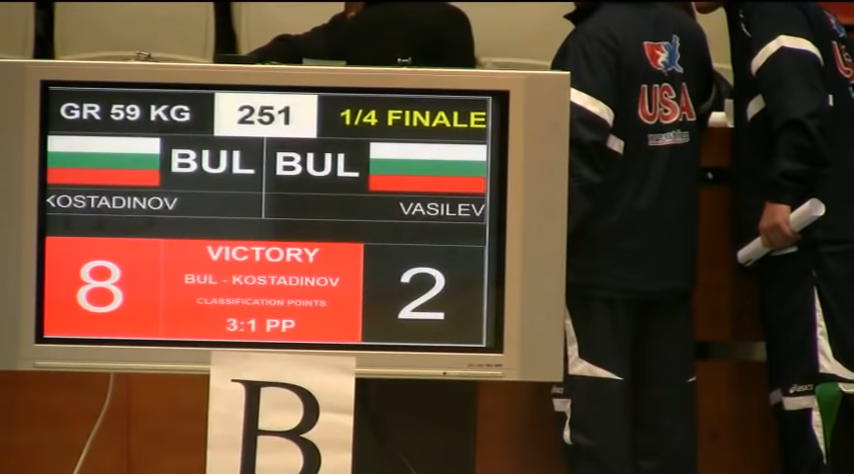 GR 59 KG 251 1/4 FINALE
BUL BUL
KOSTADINOV VASILEV
VICTORY
BUL - KOSTADINOV
CLASSIFICATION POINTS
3:1 PP
8 2
B
USA
asics